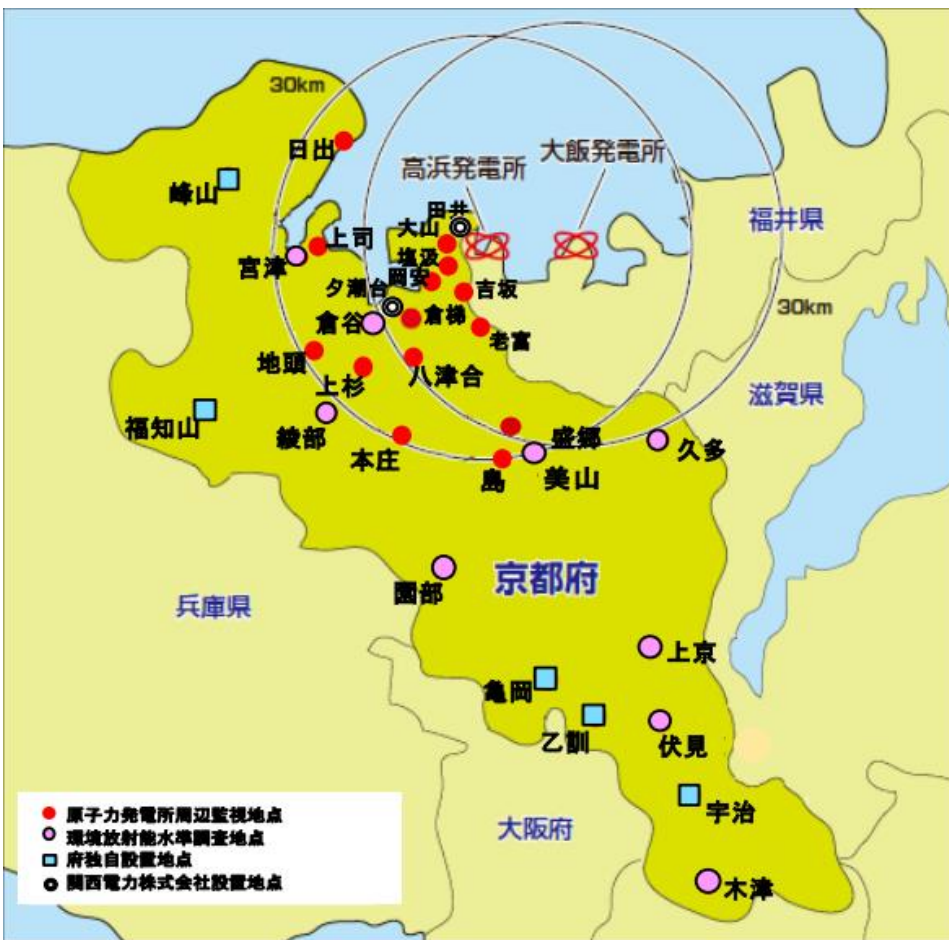 30km
日出
高浜発電所
大飯発電所
峰山
福井県
田井
大山
上司
塩汲
宮津
岡安
夕潮台
吉坂
30km
倉谷
倉梯
老富
地頭
上杉
八津合
滋賀県
福知山
綾部
本庄
盛郷
久多
島
美山
京都府
園部
兵庫県
上京
亀岡
乙訓
伏見
宇治
大阪府
木津
原子力発電所周辺監視地点
環境放射能水準調査地点
府独自設置地点
関西電力株式会社設置地点